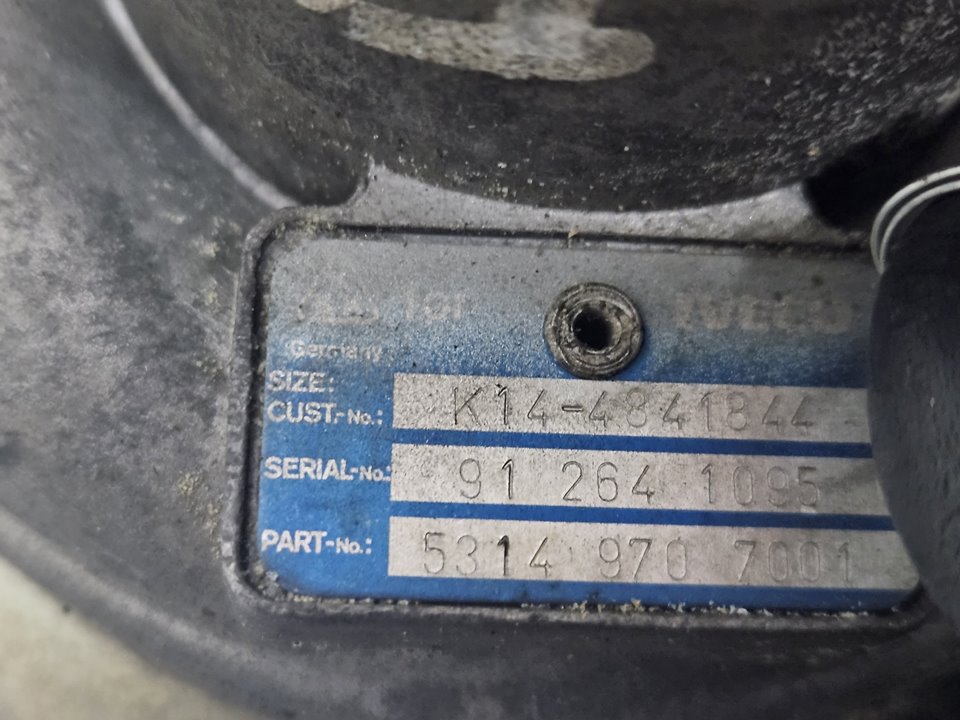 Germany
SIZE:
CUST.-No.: K14-4841844
SERIAL-No.: 91 264 1095
PART-No.: 5314 970 7001